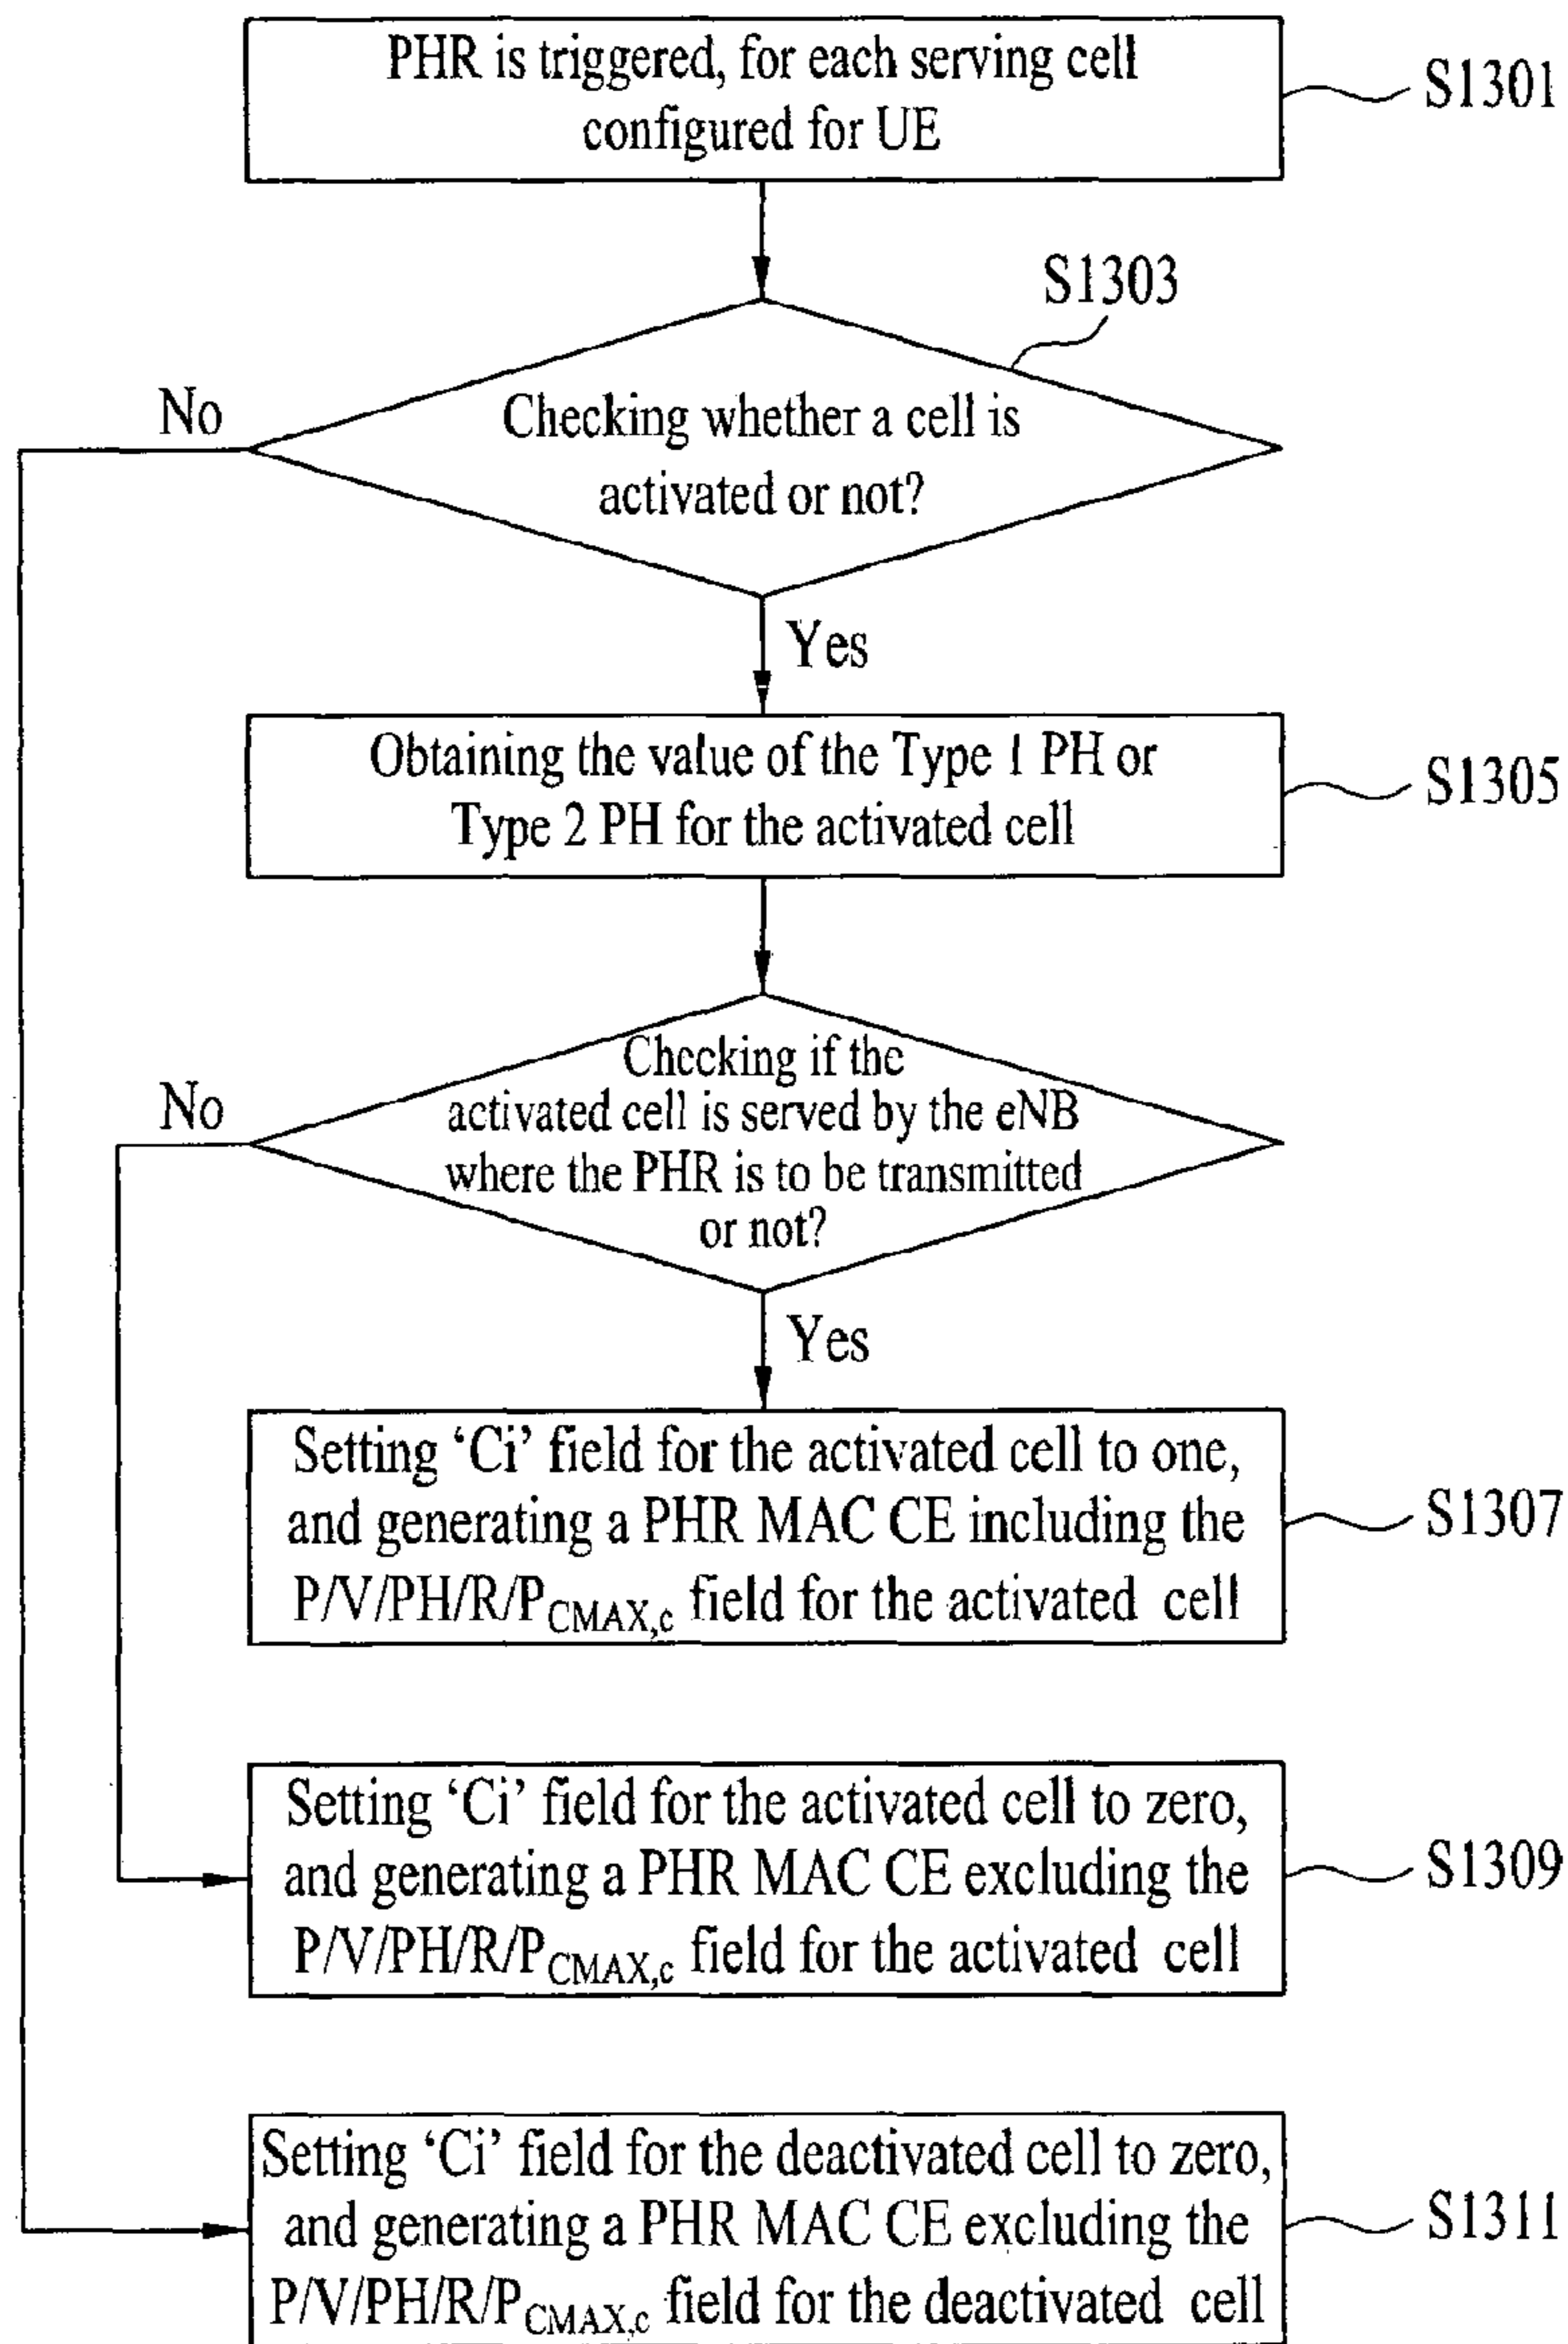 PHR is triggered, for each serving cell
configured for UE
S1301
S1303
No
Checking whether a cell is
activated or not?
Yes
Obtaining the value of the Type 1 PH or
Type 2 PH for the activated cell
S1305
Checking if the
activated cell is served by the eNB
where the PHR is to be transmitted
or not?
No
Yes
Setting ‘Ci’ field for the activated cell to one,
and generating a PHR MAC CE including the
P/V/PH/R/PCMAX,c field for the activated cell
S1307
Setting ‘Ci’ field for the activated cell to zero,
and generating a PHR MAC CE excluding the
P/V/PH/R/PCMAX,c field for the activated cell
S1309
Setting ‘Ci’ field for the deactivated cell to zero,
and generating a PHR MAC CE excluding the
P/V/PH/R/PCMAX,c field for the deactivated cell
S1311